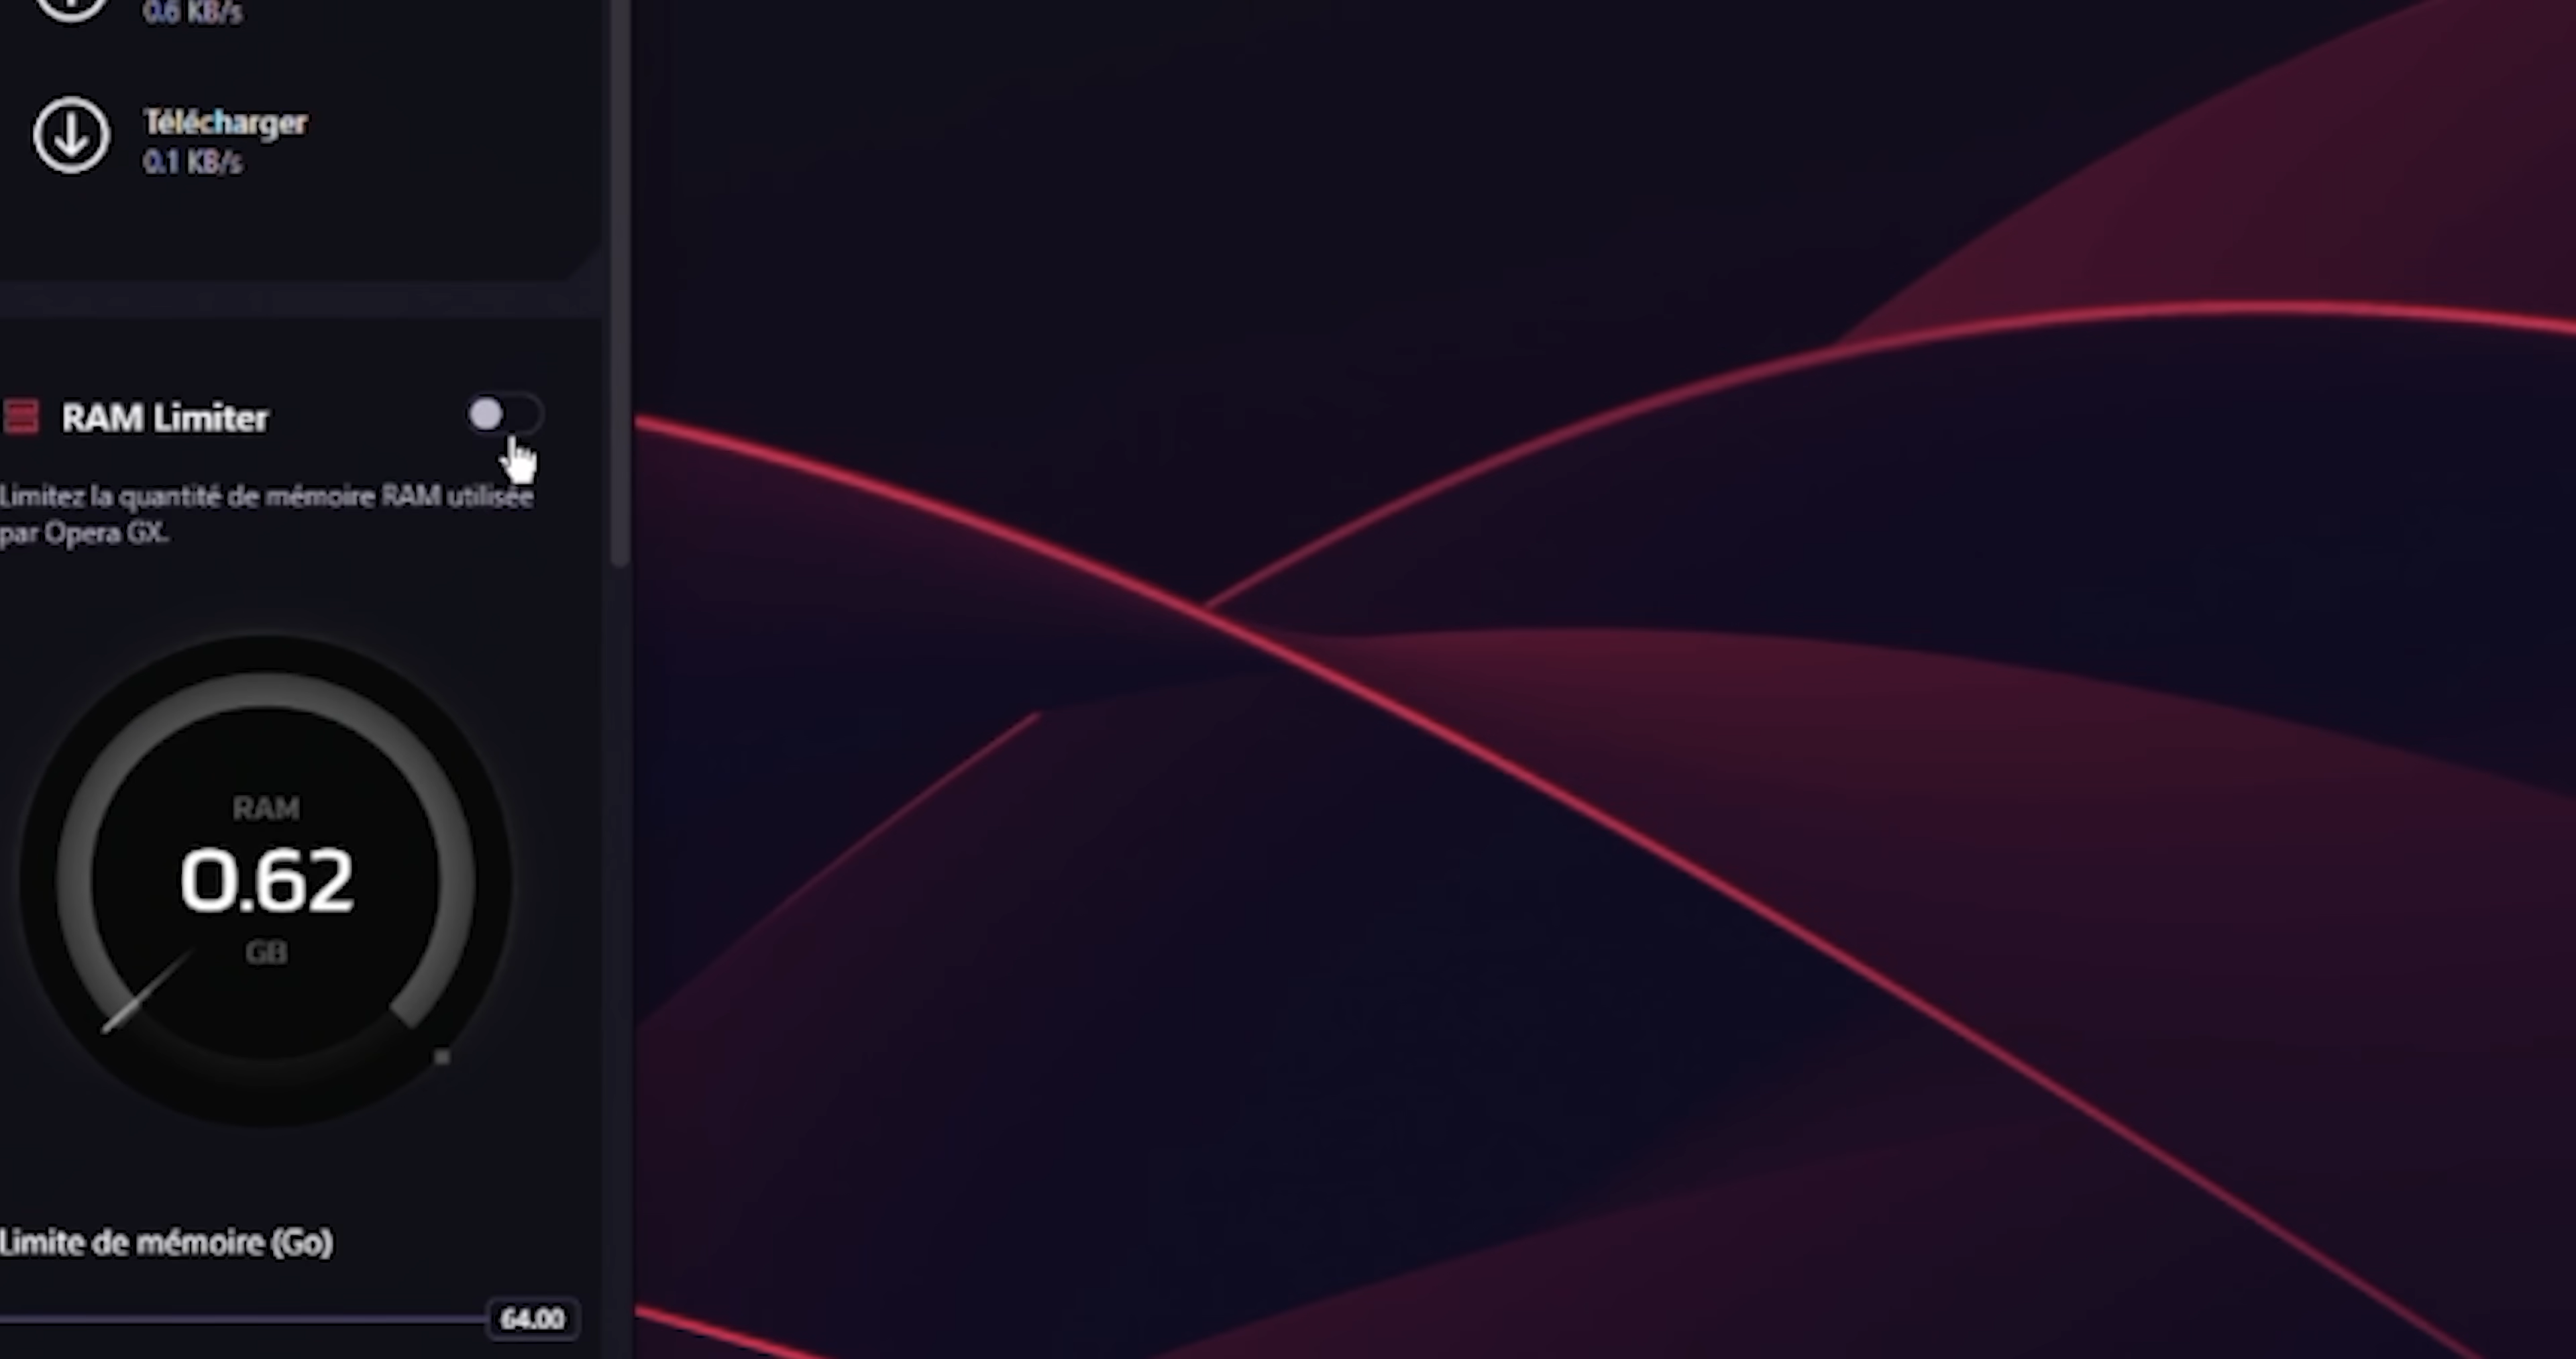 0.6 KB/s
Télécharger
0.1 KB/s
RAM Limiter
Limitez la quantité de mémoire RAM utilisée
par Opera GX.
RAM
0.62
GB
Limite de mémoire (Go)
64.00